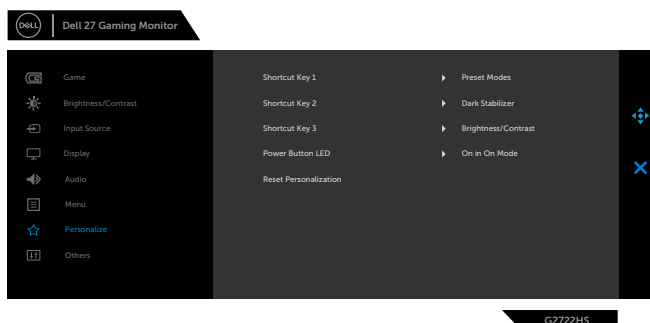 DELL Dell 27 Gaming Monitor
Game
Brightness/Contrast
Input Source
Display
Audio
Menu
Personalize
Others
Shortcut Key 1 Preset Modes
Shortcut Key 2 Dark Stabilizer
Shortcut Key 3 Brightness/Contrast
Power Button LED On in On Mode
Reset Personalization
G2722HS